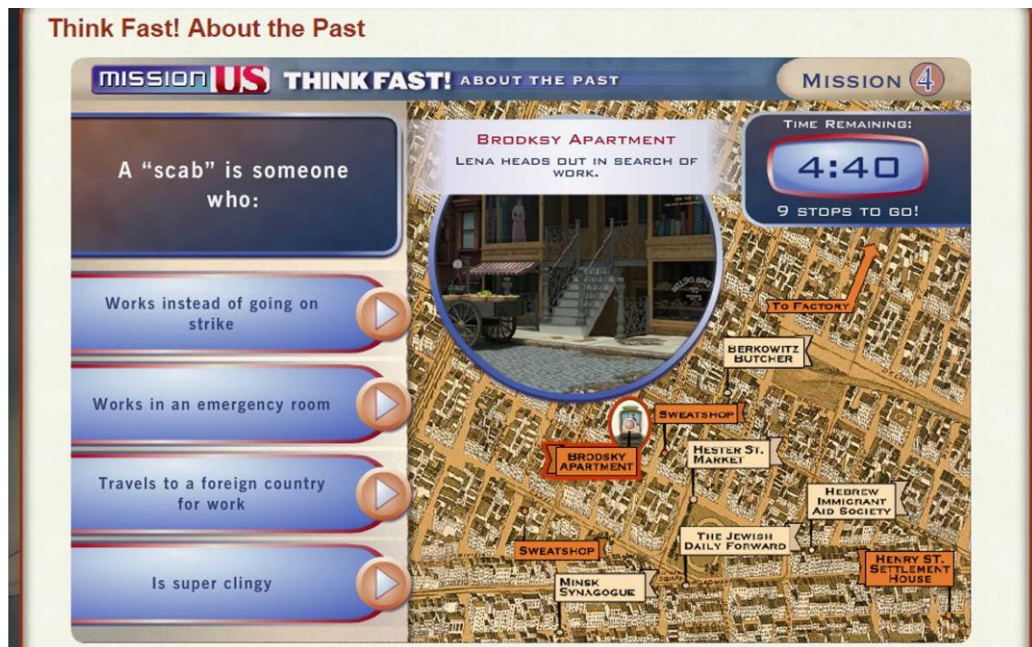 Think Fast! About the Past
MISSION US THINK FAST! ABOUT THE PAST
MISSION 4
A “scab” is someone
who:
Works instead of going on
strike
Works in an emergency room
Travels to a foreign country
for work
Is super clingy
BRODKSY APARTMENT
LENA HEADS OUT IN SEARCH OF
WORK.
TIME REMAINING:
4:40
9 STOPS TO GO!
TO FACTORY
BERKOWITZ
BUTCHER
SWEATSHOP
BRODSKY
APARTMENT
HESTER ST.
MARKET
HEBREW
IMMIGRANT
AID SOCIETY
THE JEWISH
DAILY FORWARD
SWEATSHOP
HENRY ST.
SETTLEMENT
HOUSE
MINSK
SYNAGOGUE